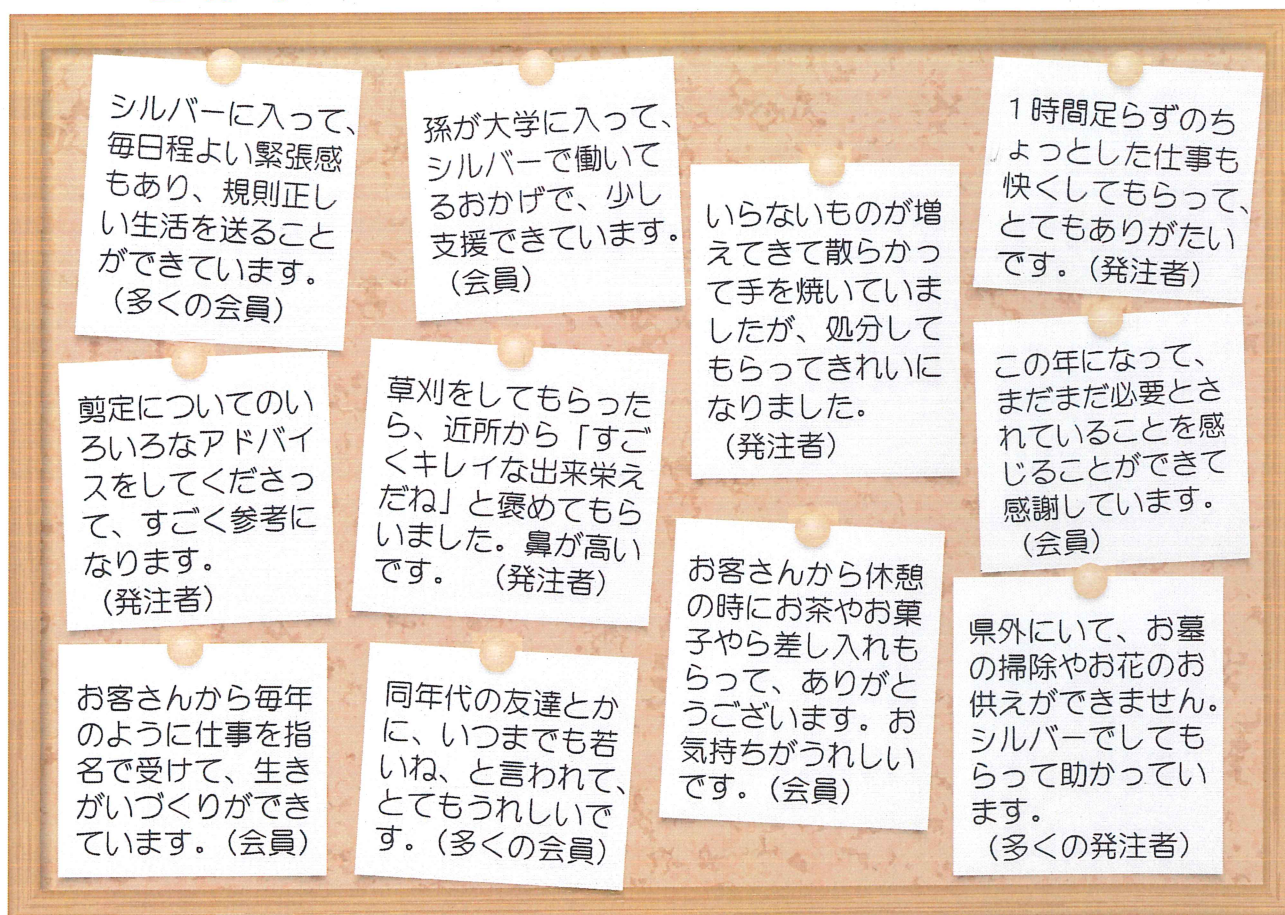 シルバーに入って、
毎日程よい緊張感
もあり、規則正し
い生活を送ること
ができています。
(多くの会員)
孫が大学に入って、
シルバーで働いて
るおかげで、少し
支援できています。
(会員)
いらないものが増
えてきて散らかっ
て手を焼いていま
したが、処分して
もらってきれいに
なりました。
(発注者)
1時間足らずのち
ょっとした仕事も
快くしてもらって、
とてもありがたい
です。(発注者)
剪定についてのい
ろいろなアドバイ
スをしてくださっ
て、すごく参考に
なります。
(発注者)
草刈をしてもらった
ら、近所から「すご
くキレイな出来栄え
だね」と褒めてもら
いました。鼻が高い
です。 (発注者)
この年になって、
まだまだ必要とさ
れていることを感
じることができて
感謝しています。
(会員)
お客さんから毎年
のように仕事を指
名で受けて、生き
がいづくりができ
ています。(会員)
同年代の友達とか
に、いつまでも若
いね、と言われて、
とてもうれしいで
す。(多くの会員)
お客さんから休憩
の時にお茶やお菓
子やら差し入れも
らって、ありがと
うございます。お
気持ちがうれしい
です。(会員)
県外にいて、お墓
の掃除やお花のお
供えができません。
シルバーでしても
らって助かってい
ます。
(多くの発注者)